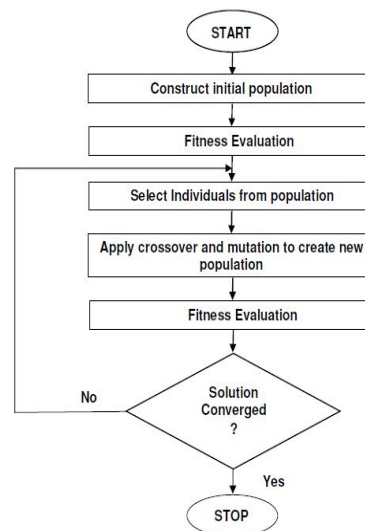 START
Construct initial population
Fitness Evaluation
Select Individuals from population
Apply crossover and mutation to create new
population
Fitness Evaluation
Solution
Converged
?
No
Yes
STOP